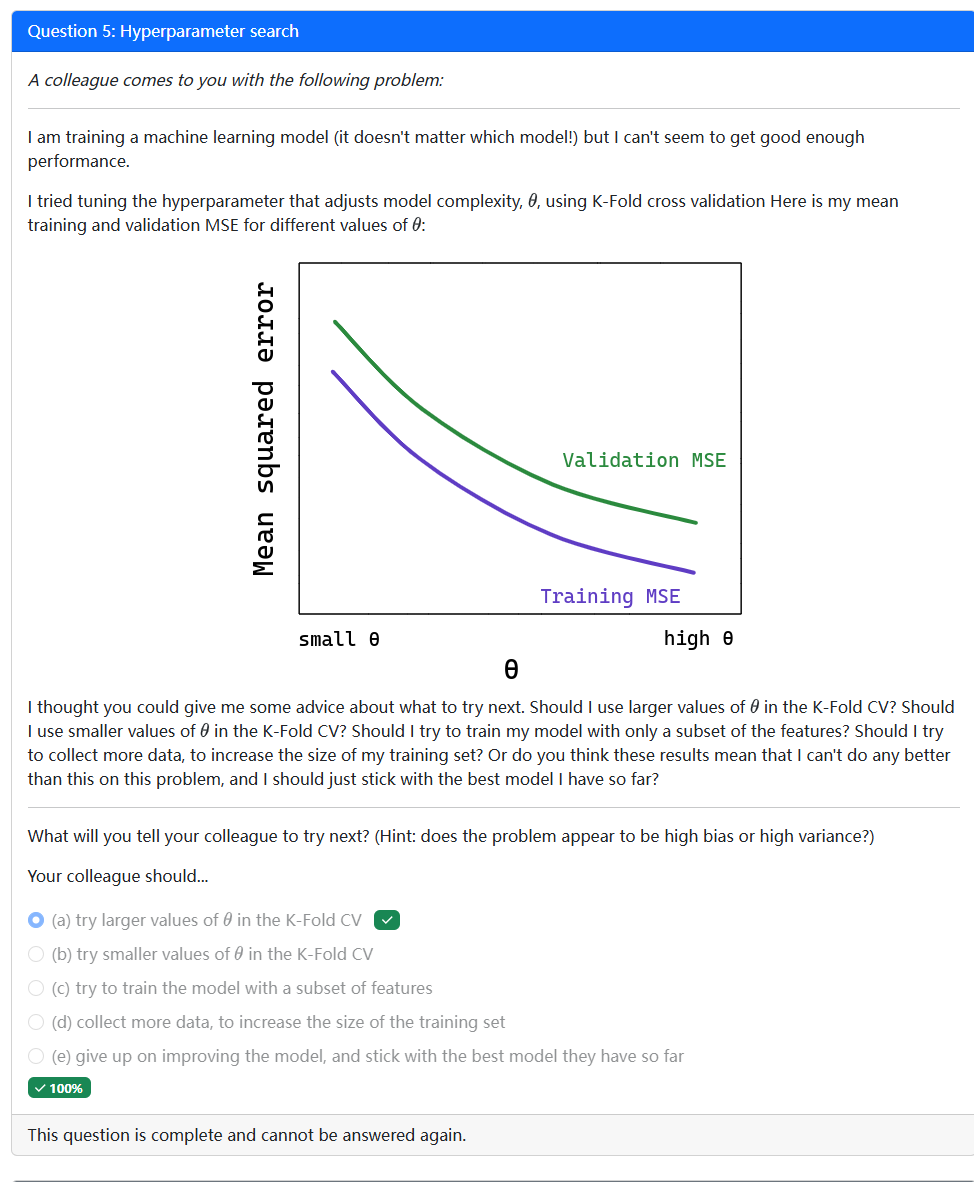 Question 5: Hyperparameter search
A colleague comes to you with the following problem:
I am training a machine learning model (it doesn't matter which model!) but I can't seem to get good enough
performance.
I tried tuning the hyperparameter that adjusts model complexity, θ, using K-Fold cross validation Here is my mean
training and validation MSE for different values of θ:
Mean squared error
Validation MSE
Training MSE
small θ
high θ
θ
I thought you could give me some advice about what to try next. Should I use larger values of θ in the K-Fold CV? Should
I use smaller values of θ in the K-Fold CV? Should I try to train my model with only a subset of the features? Should I try
to collect more data, to increase the size of my training set? Or do you think these results mean that I can't do any better
than this on this problem, and I should just stick with the best model I have so far?
What will you tell your colleague to try next? (Hint: does the problem appear to be high bias or high variance?)
Your colleague should...
(a) try larger values of θ in the K-Fold CV
(b) try smaller values of θ in the K-Fold CV
(c) try to train the model with a subset of features
(d) collect more data, to increase the size of the training set
(e) give up on improving the model, and stick with the best model they have so far
100%
This question is complete and cannot be answered again.